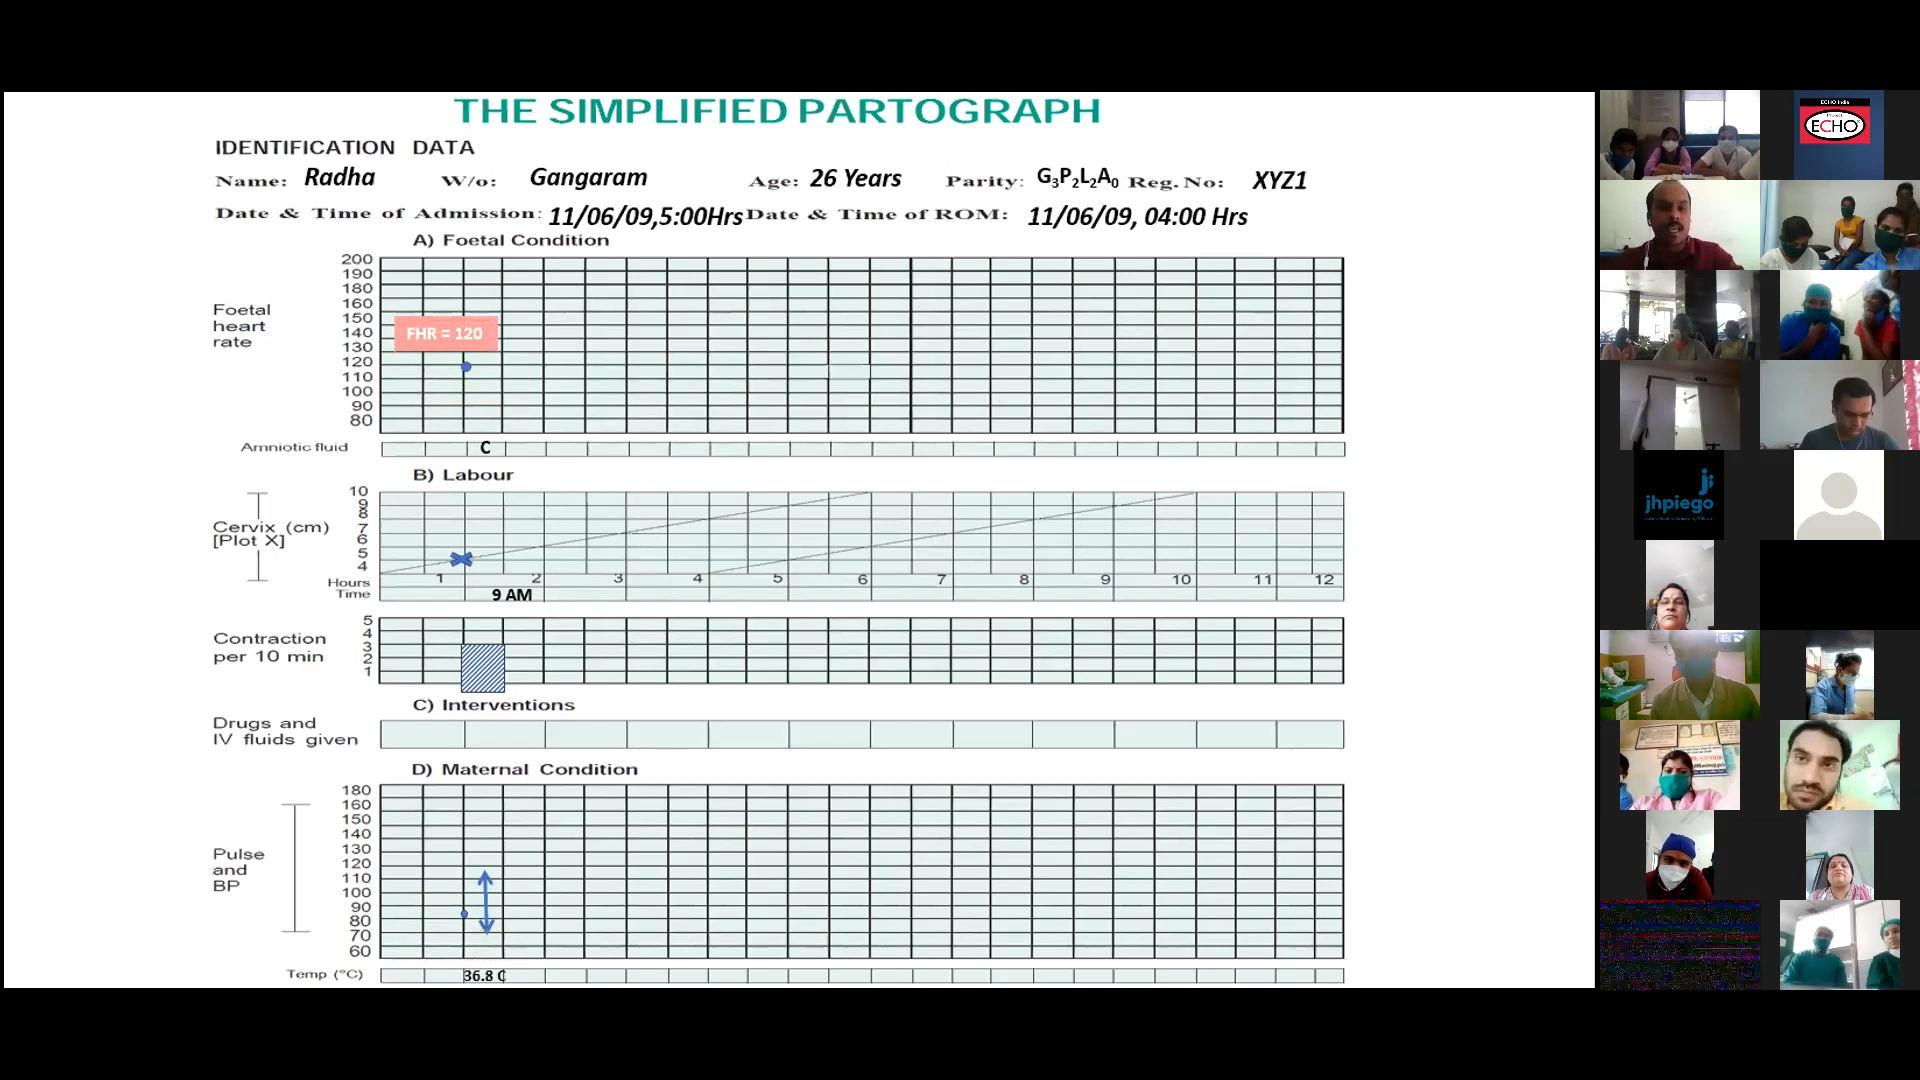 THE SIMPLIFIED PARTOGRAPH
IDENTIFICATION DATA
Name: Radha W/o: Gangaram Age: 26 Years Parity: G3P2L2A0 Reg. No: XYZ1
Date & Time of Admission: 11/06/09,5:00Hrs Date & Time of ROM: 11/06/09, 04:00 Hrs
A) Foetal Condition
Foetal
heart
rate
200
190
180
160
150
140
130
120
110
100
90
80
FHR = 120
Amniotic fluid C
B) Labour
Cervix (cm)
[Plot X]
10
9
8
7
6
5
4
Hours 1 2 3 4 5 6 7 8 9 10 11 12
Time 9 AM
Contraction
per 10 min
5
4
3
2
1
C) Interventions
Drugs and
IV fluids given
D) Maternal Condition
Pulse
and
BP
180
160
150
140
130
120
110
100
90
80
70
60
Temp (°C) 36.8 C
ECHO India
Project
ECHO
jhpiego